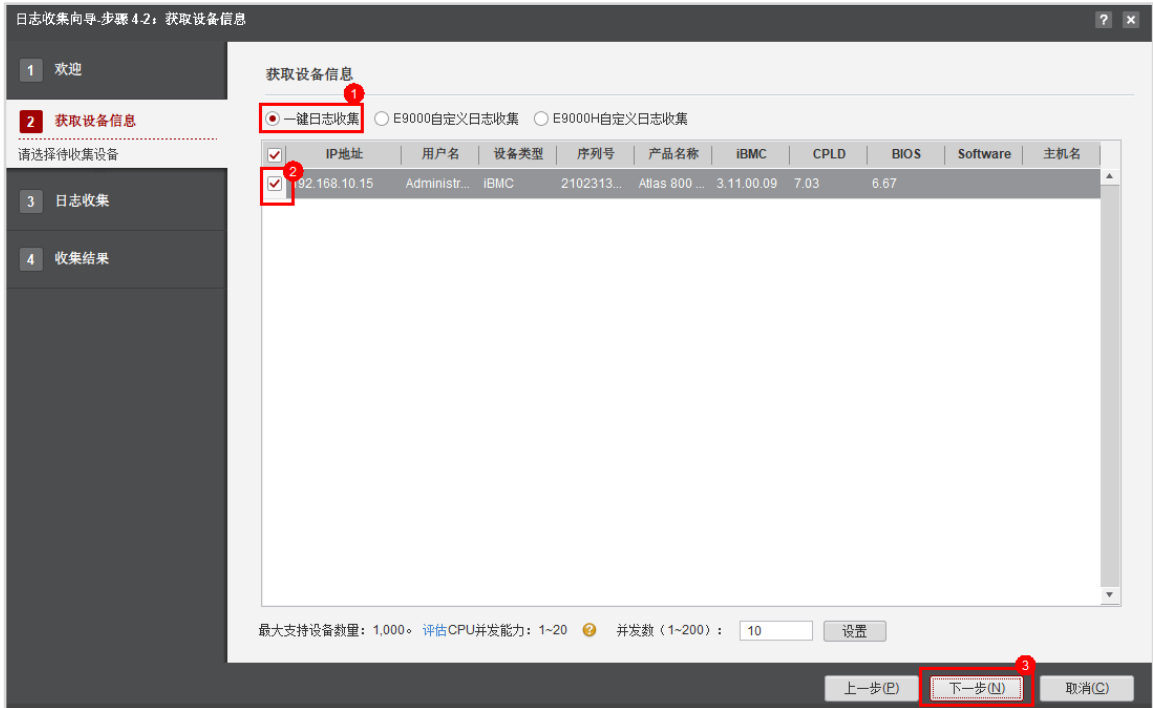 日志收集向导-步骤 4-2：获取设备信息
? ×
1 欢迎
2 获取设备信息
请选择待收集设备
3 日志收集
4 收集结果
获取设备信息
1
一键日志收集 E9000自定义日志收集 E9000H自定义日志收集
IP地址 用户名 设备类型 序列号 产品名称 iBMC CPLD BIOS Software 主机名
2
192.168.10.15 Administr... iBMC 2102313... Atlas 800 ... 3.11.00.09 7.03 6.67
最大支持设备数量：1,000。 评估CPU并发能力：1~20 ? 并发数（1~200）： 10 设置
3
上一步(P) 下一步(N) 取消(C)